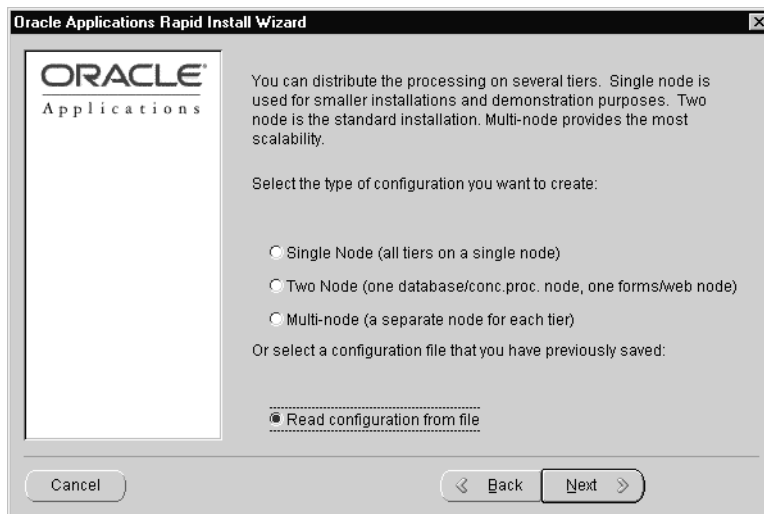 Oracle Applications Rapid Install Wizard
ORACLE®
Applications
You can distribute the processing on several tiers. Single node is
used for smaller installations and demonstration purposes. Two
node is the standard installation. Multi-node provides the most
scalability.
Select the type of configuration you want to create:
Single Node (all tiers on a single node)
Two Node (one database/conc.proc. node, one forms/web node)
Multi-node (a separate node for each tier)
Or select a configuration file that you have previously saved:
Read configuration from file
Cancel
Back
Next